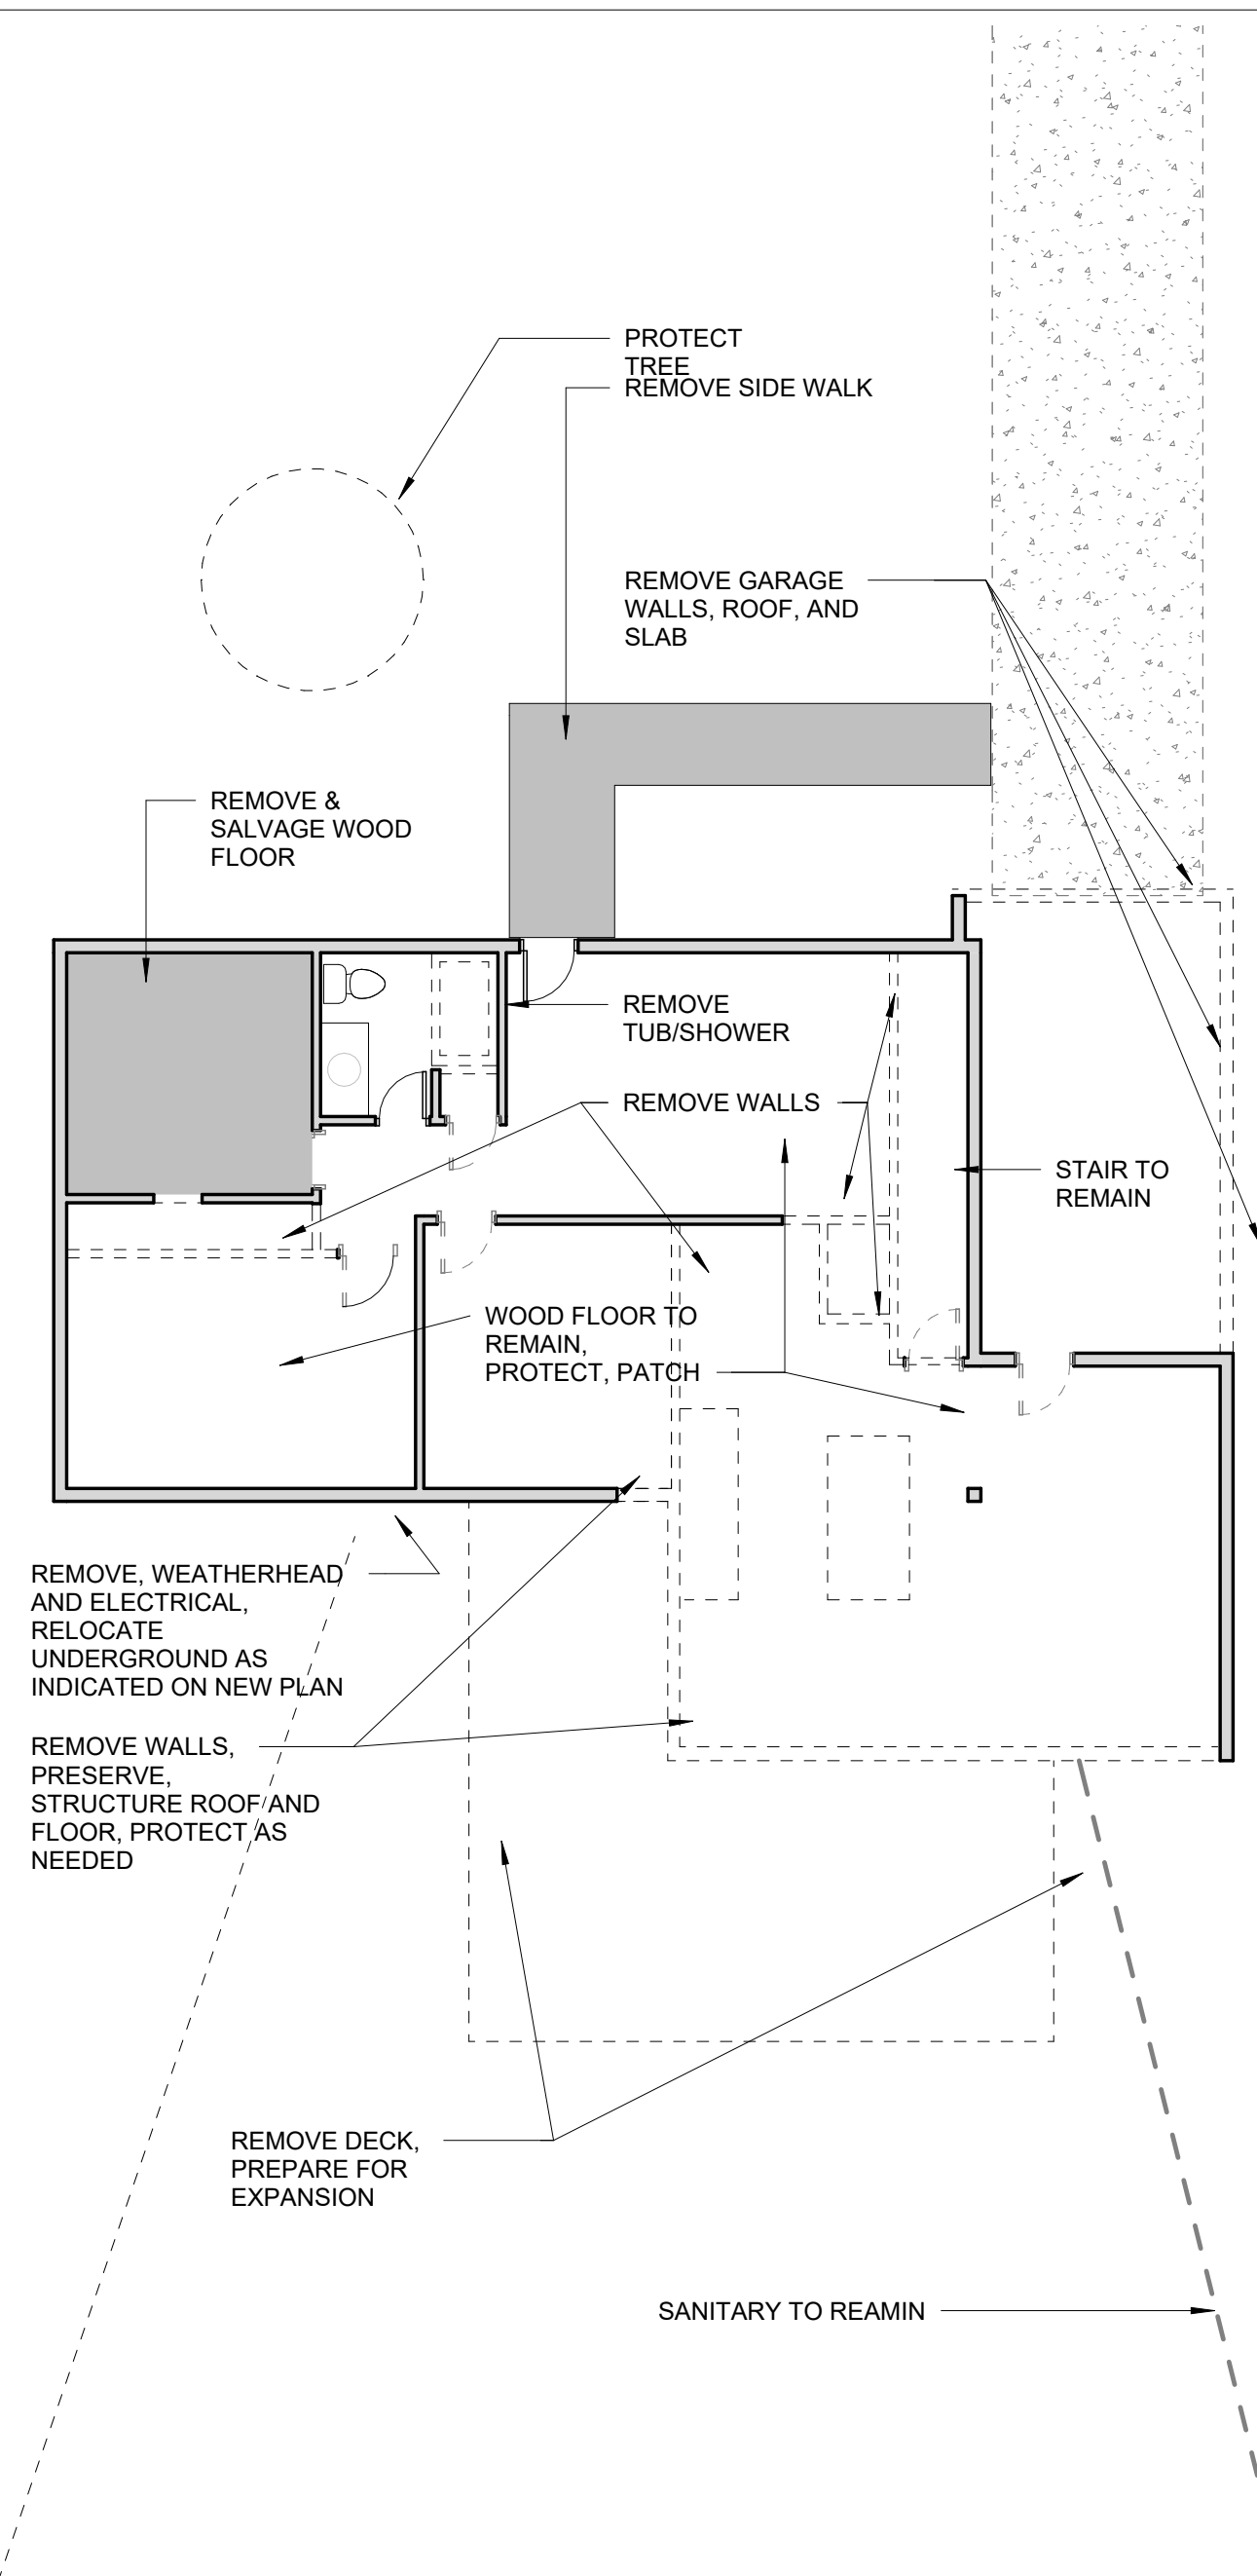 PROTECT
TREE
REMOVE SIDE WALK
REMOVE GARAGE
WALLS, ROOF, AND
SLAB
REMOVE &
SALVAGE WOOD
FLOOR
REMOVE
TUB/SHOWER
REMOVE WALLS
STAIR TO
REMAIN
WOOD FLOOR TO
REMAIN,
PROTECT, PATCH
REMOVE, WEATHERHEAD
AND ELECTRICAL,
RELOCATE
UNDERGROUND AS
INDICATED ON NEW PLAN
REMOVE WALLS,
PRESERVE,
STRUCTURE ROOF AND
FLOOR, PROTECT AS
NEEDED
REMOVE DECK,
PREPARE FOR
EXPANSION
SANITARY TO REAMIN